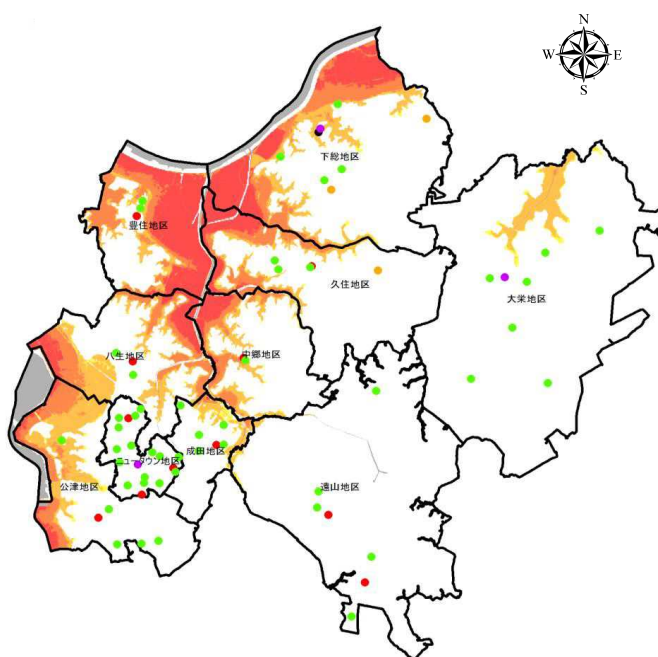 N
W E
S
下総地区
豊住地区
久住地区
大栄地区
八生地区
中郷地区
成田地区
ニュータウン地区
公津地区
遠山地区